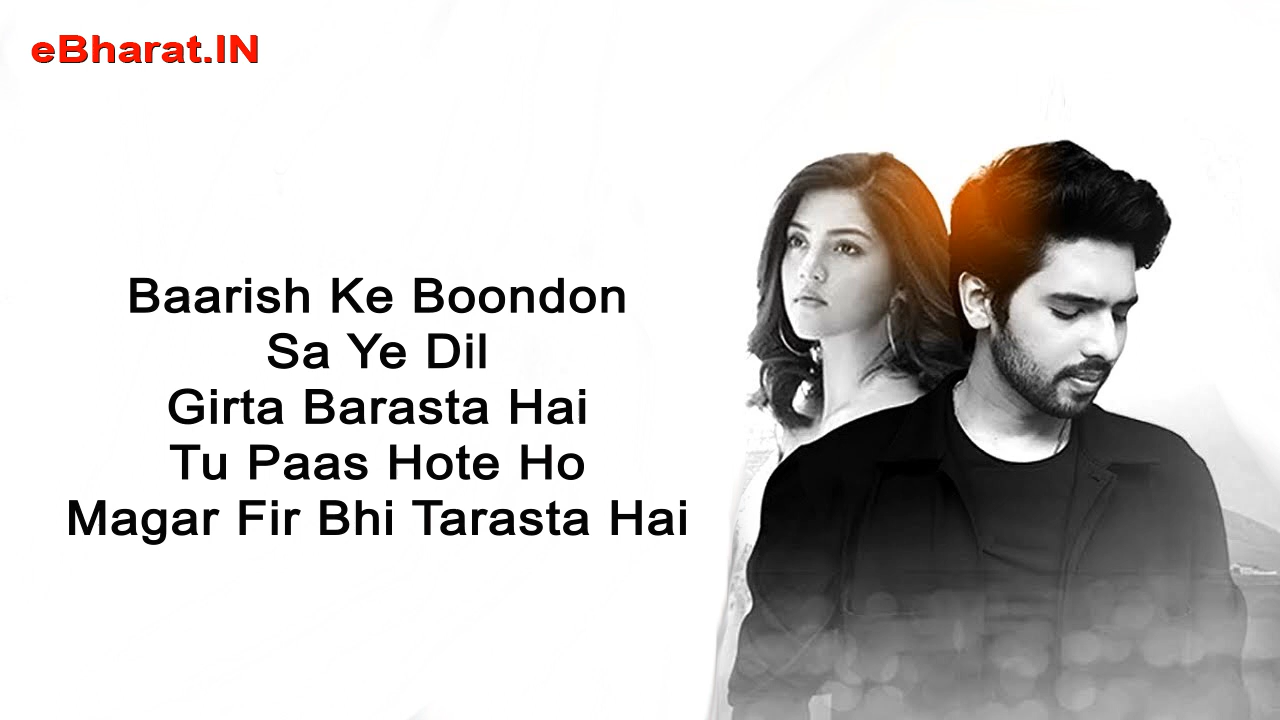 eBharat.IN
Baarish Ke Boondon
Sa Ye Dil
Girta Barasta Hai
Tu Paas Hote Ho
Magar Fir Bhi Tarasta Hai